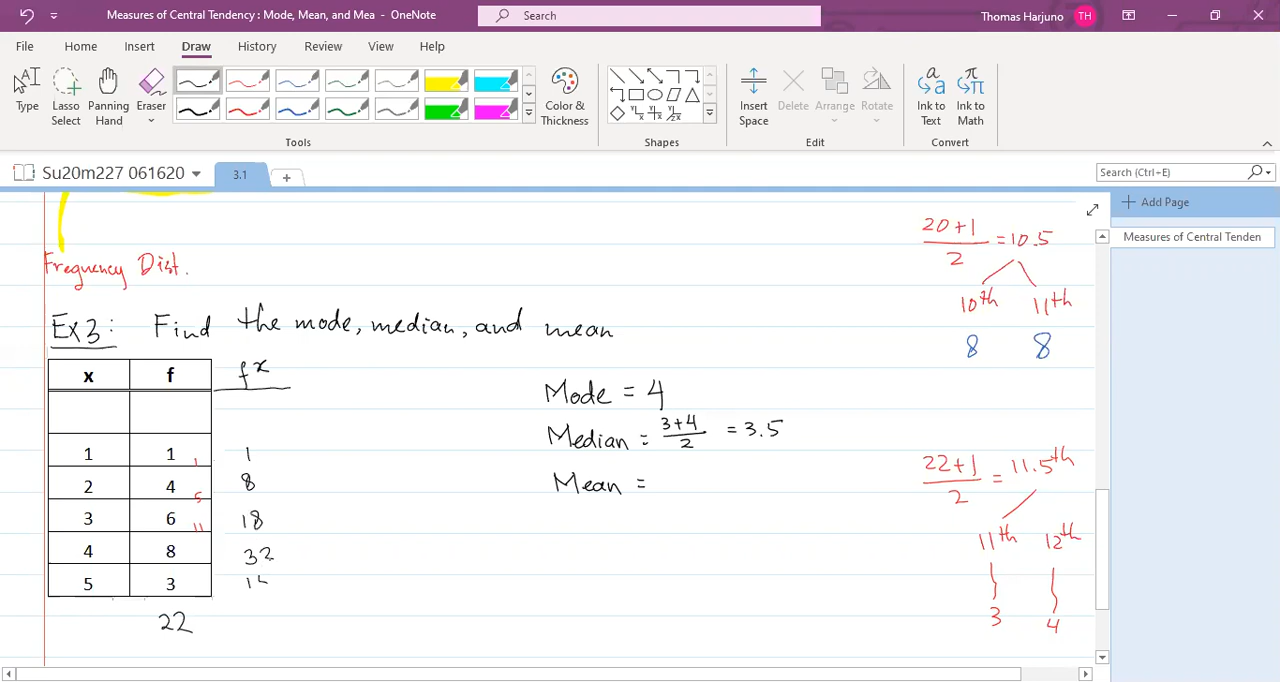 Measures of Central Tendency : Mode, Mean, and Mea - OneNote
Search
Thomas Harjuno TH
File Home Insert Draw History Review View Help
Type
Lasso Select
Panning Hand
Eraser
Color & Thickness
Insert Space
Delete
Arrange
Rotate
Ink to Text
Ink to Math
Tools
Shapes
Edit
Convert
Su20m227 061620
3.1
Search (Ctrl+E)
Add Page
Measures of Central Tenden
20+1/2 = 10.5
10th 11th
8 8
Frequency Dist.
Ex3: Find the mode, median, and mean
x f fx
1 1 1
1
2 4 8
5
3 6 18
11
4 8 32
5 3
22
Mode = 4
Median = 3+4/2 = 3.5
Mean =
22+1/2 = 11.5th
11th 12th
3 4